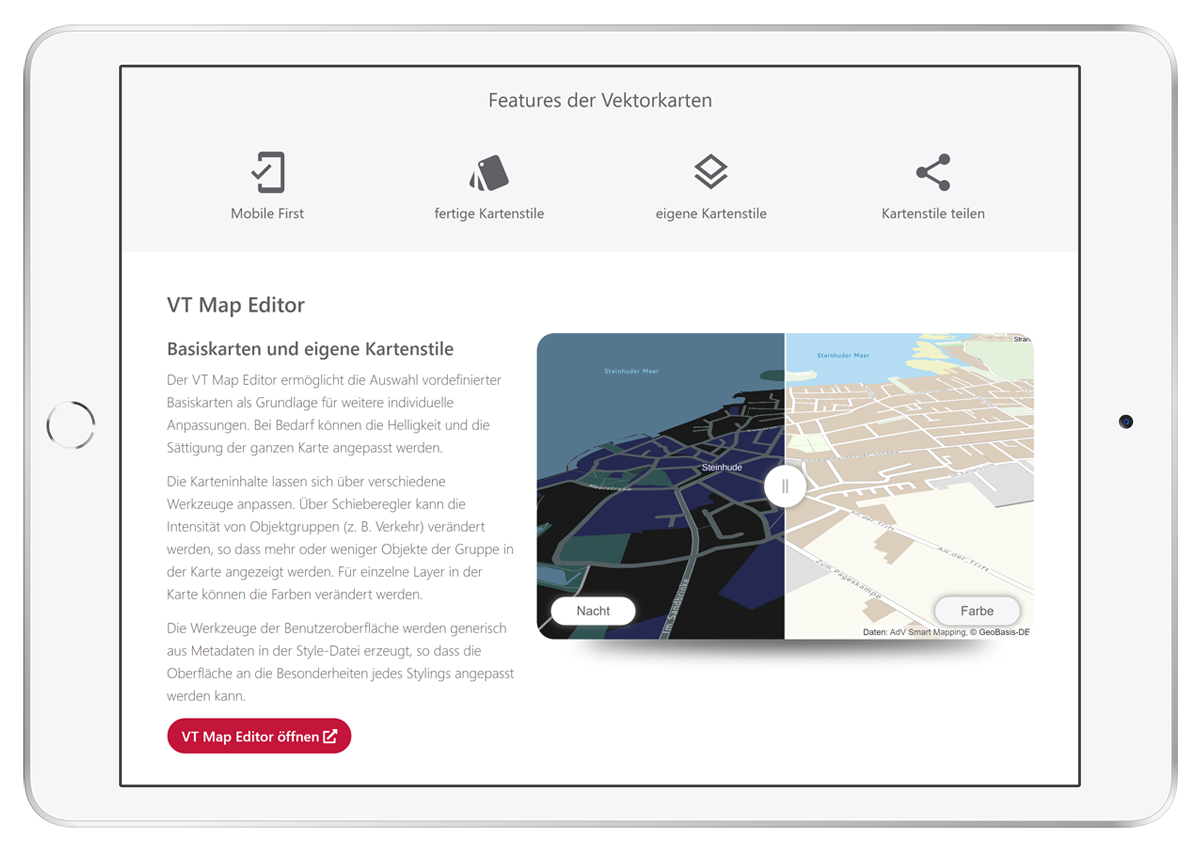 Features der Vektorkarten
Mobile First
fertige Kartenstile
eigene Kartenstile
Kartenstile teilen
VT Map Editor
Basiskarten und eigene Kartenstile
Der VT Map Editor ermöglicht die Auswahl vordefinierter
Basiskarten als Grundlage für weitere individuelle
Anpassungen. Bei Bedarf können die Helligkeit und die
Sättigung der ganzen Karte angepasst werden.
Die Karteninhalte lassen sich über verschiedene
Werkzeuge anpassen. Über Schieberegler kann die
Intensität von Objektgruppen (z. B. Verkehr) verändert
werden, so dass mehr oder weniger Objekte der Gruppe in
der Karte angezeigt werden. Für einzelne Layer in der
Karte können die Farben verändert werden.
Die Werkzeuge der Benutzeroberfläche werden generisch
aus Metadaten in der Style-Datei erzeugt, so dass die
Oberfläche an die Besonderheiten jedes Stylings angepasst
werden kann.
VT Map Editor öffnen
Steinhuder Meer
Steinhude
Meerstraße
Im Sandbrinke
Nacht
Steinhuder Meer
Stran
An der Trift
An der Trift
Zum Pageskampe
Farbe
Daten: AdV Smart Mapping, © GeoBasis-DE